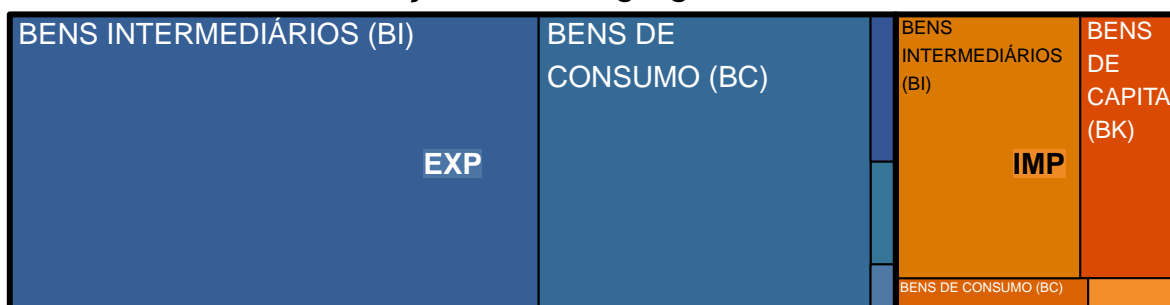 BENS INTERMEDIÁRIOS (BI)
EXP
BENS DE
CONSUMO (BC)
BENS
INTERMEDIÁRIOS
(BI)
IMP
BENS
DE
CAPITA
(BK)
BENS DE CONSUMO (BC)